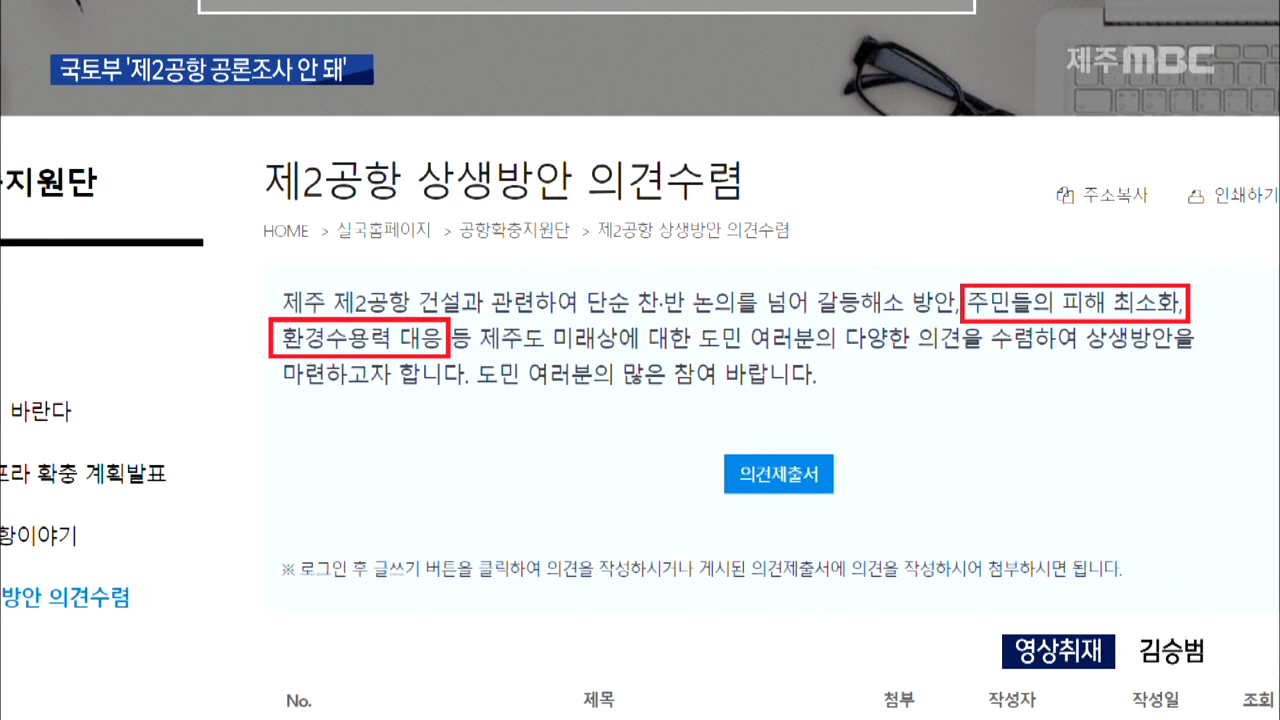 국토부 '제2공항 공론조사 안 돼'
제주MBC
지원단
제2공항 상생방안 의견수렴
주소복사
인쇄하기
HOME > 실국홈페이지 > 공항확충지원단 > 제2공항 상생방안 의견수렴
제주 제2공항 건설과 관련하여 단순 찬·반 논의를 넘어 갈등해소 방안, 주민들의 피해 최소화,
환경수용력 대응 등 제주도 미래상에 대한 도민 여러분의 다양한 의견을 수렴하여 상생방안을
마련하고자 합니다. 도민 여러분의 많은 참여 바랍니다.
바란다
프라 확충 계획발표
의견제출서
항이야기
※ 로그인 후 글쓰기 버튼을 클릭하여 의견을 작성하시거나 게시된 의견제출서에 의견을 작성하시어 첨부하시면 됩니다.
방안 의견수렴
영상취재 김승범
No. 제목 첨부 작성자 작성일 조회